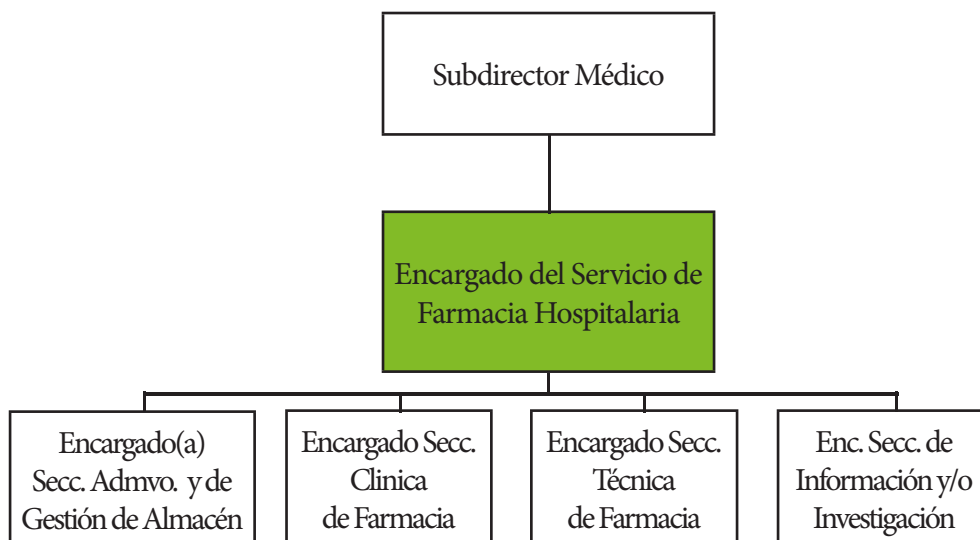 Subdirector Médico
Encargado del Servicio de
Farmacia Hospitalaria
Encargado(a)
Secc. Admvo. y de
Gestión de Almacén
Encargado Secc.
Clinica
de Farmacia
Encargado Secc.
Técnica
de Farmacia
Enc. Secc. de
Información y/o
Investigación